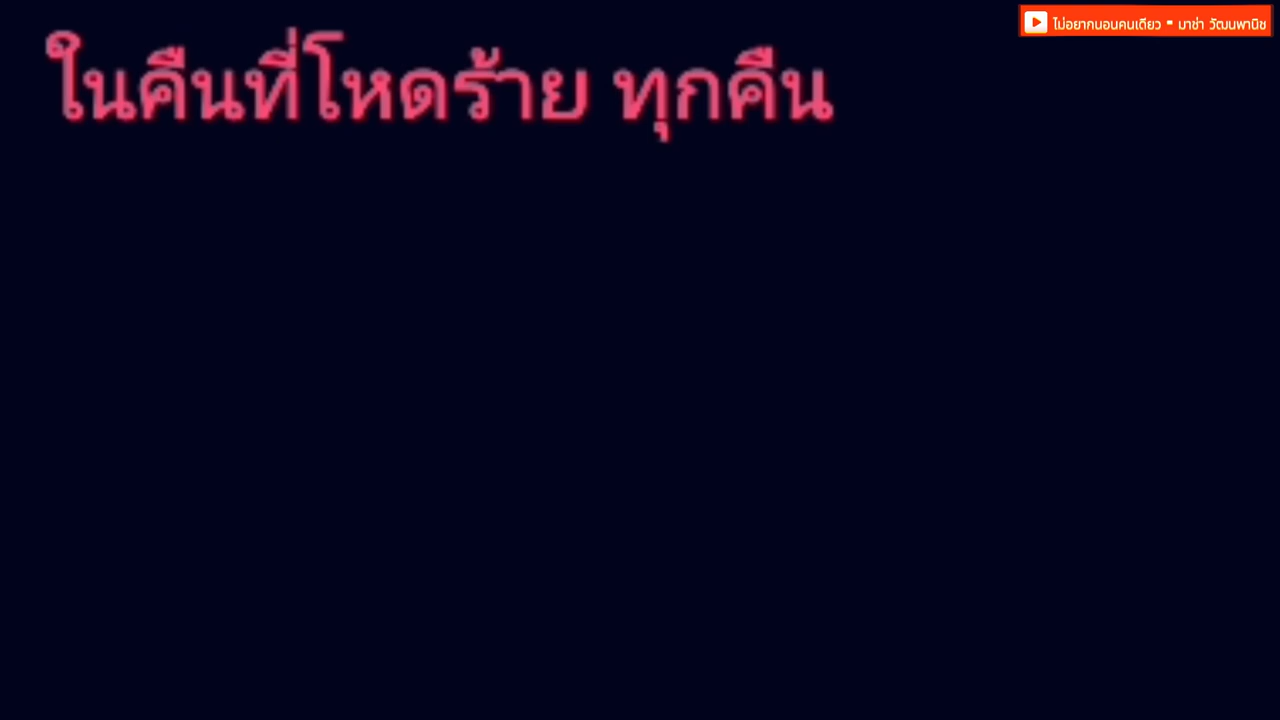 ในคืนที่โหดร้าย ทุกคืน
ไม่อยากนอนคนเดียว - มาช่า วัฒนพานิช